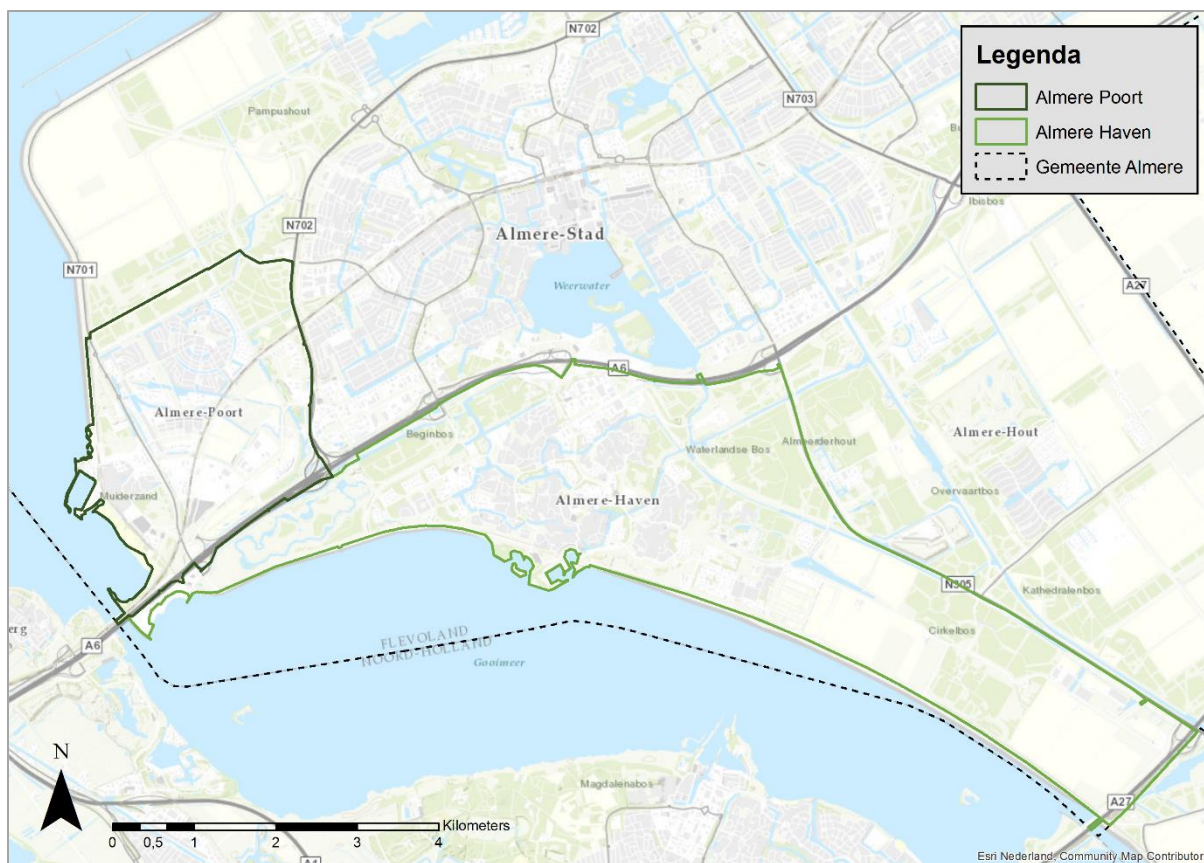 N702
Legenda
Almere Poort
Almere Haven
Gemeente Almere
Pampushout
N703
Ibisbos
N702
Almere-Stad
N701
Weerwater
A27
A6
Almere-Poort
Beginbos
Almere-Hout
Waterlandse Bos
Almeerderhout
Muiderzand
Almere-Haven
Overvaartbos
N305
Kathedralenbos
Cirkelbos
FLEVOLAND
NOORD-HOLLAND
Gooimeer
A6
N
Magdalenabos
A27
Kilometers
0 0,5 1 2 3 4
Esri Nederland, Community Map Contributor